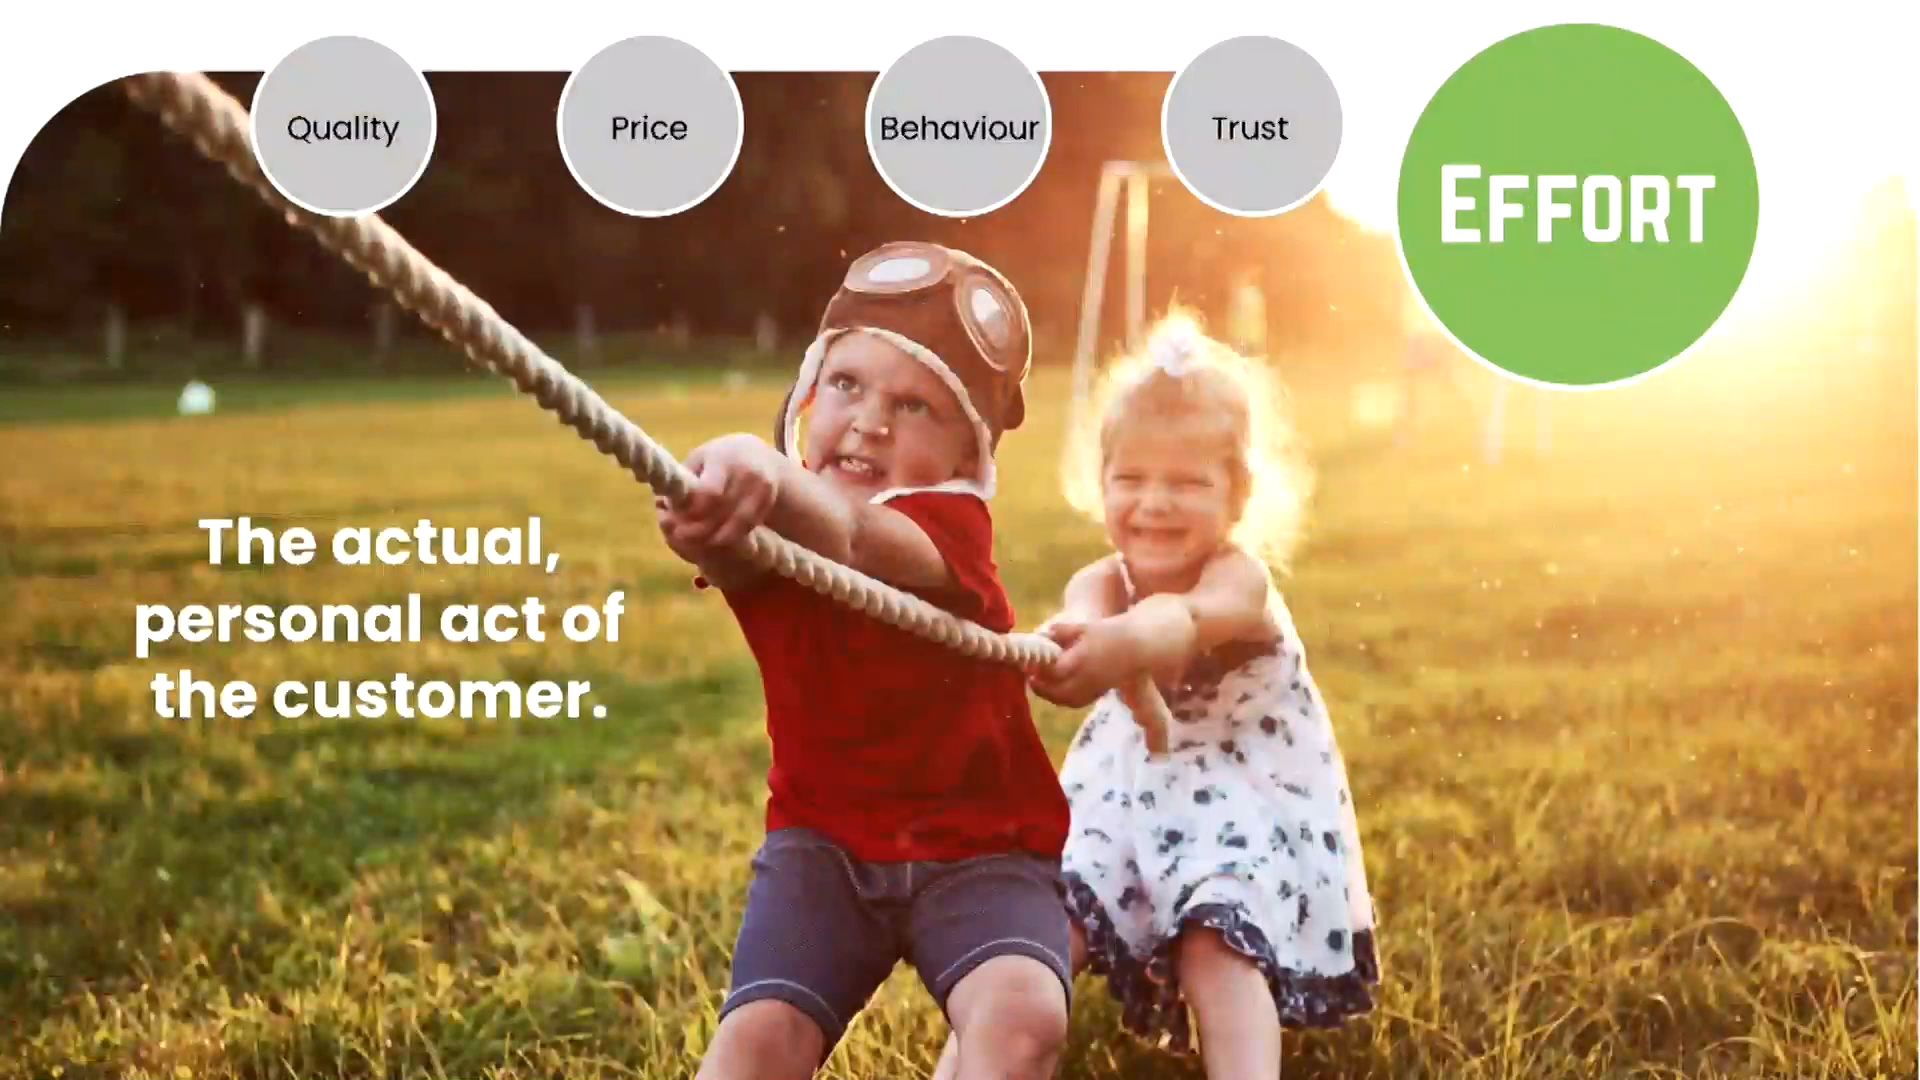 Quality
Price
Behaviour
Trust
EFFORT
The actual,
personal act of
the customer.